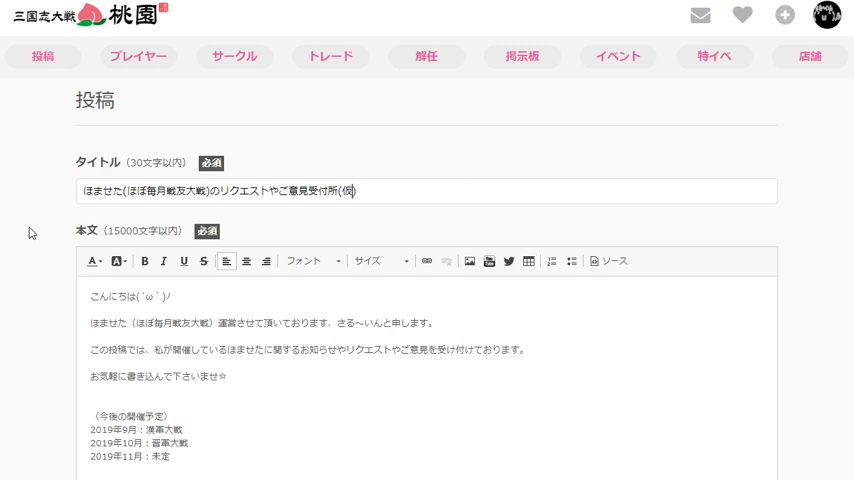 三国志大戦 桃園
投稿 プレイヤー サークル トレード 解任 掲示板 イベント 特イベ 店舗
投稿
タイトル（30文字以内） 必須
ほませた(ほぼ毎月戦友大戦)のリクエストやご意見受付所(仮)
本文（15000文字以内） 必須
A A B I U S フォント サイズ ソース
こんにちは(´ω｀)ﾉ
ほませた（ほぼ毎月戦友大戦）運営させて頂いております、さる～いんと申します。
この投稿では、私が開催しているほませたに関するお知らせやリクエストやご意見を受け付けております。
お気軽に書き込んで下さいませ☆
〈今後の開催予定〉
2019年9月：漢軍大戦
2019年10月：晋軍大戦
2019年11月：未定